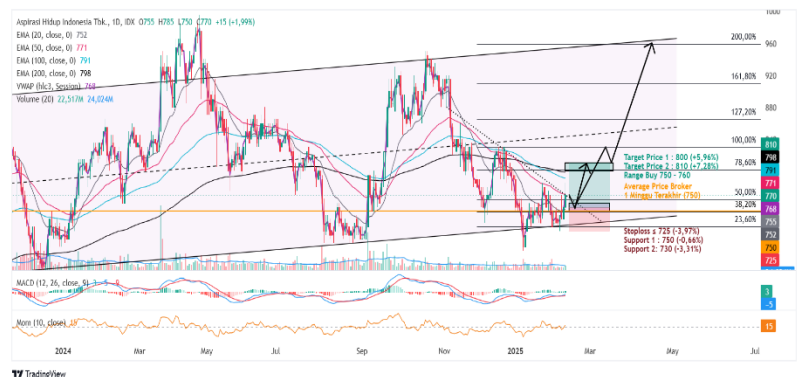 Aspirasi Hidup Indonesia Tbk., 1D, IDX O755 H785 L750 C770 +15 (+1,99%)
EMA (20, close, 0) 752
EMA (50, close, 0) 771
EMA (100, close, 0) 791
EMA (200, close, 0) 798
VWAP (hlc3, Session) 768
Volume (20) 22,517M 24,024M
1000
200,00%
960
161,80%
920
127,20%
880
100,00%
810
798
78,60%
791
Target Price 1 : 800 (+5,96%)
Target Price 2 : 810 (+7,28%)
Range Buy 750 - 760
771
Average Price Broker
1 Minggu Terakhir (750)
50,00%
770
38,20%
768
23,60%
755
Stoploss ≤ 725 (-3,97%)
Support 1 : 750 (-0,66%)
Support 2: 730 (-3,31%)
752
750
725
MACD (12, 26, close, 9)
3
-5
Mom (10, close)
15
2024
Mar
May
Jul
Sep
Nov
2025
Mar
May
Jul
TradingView